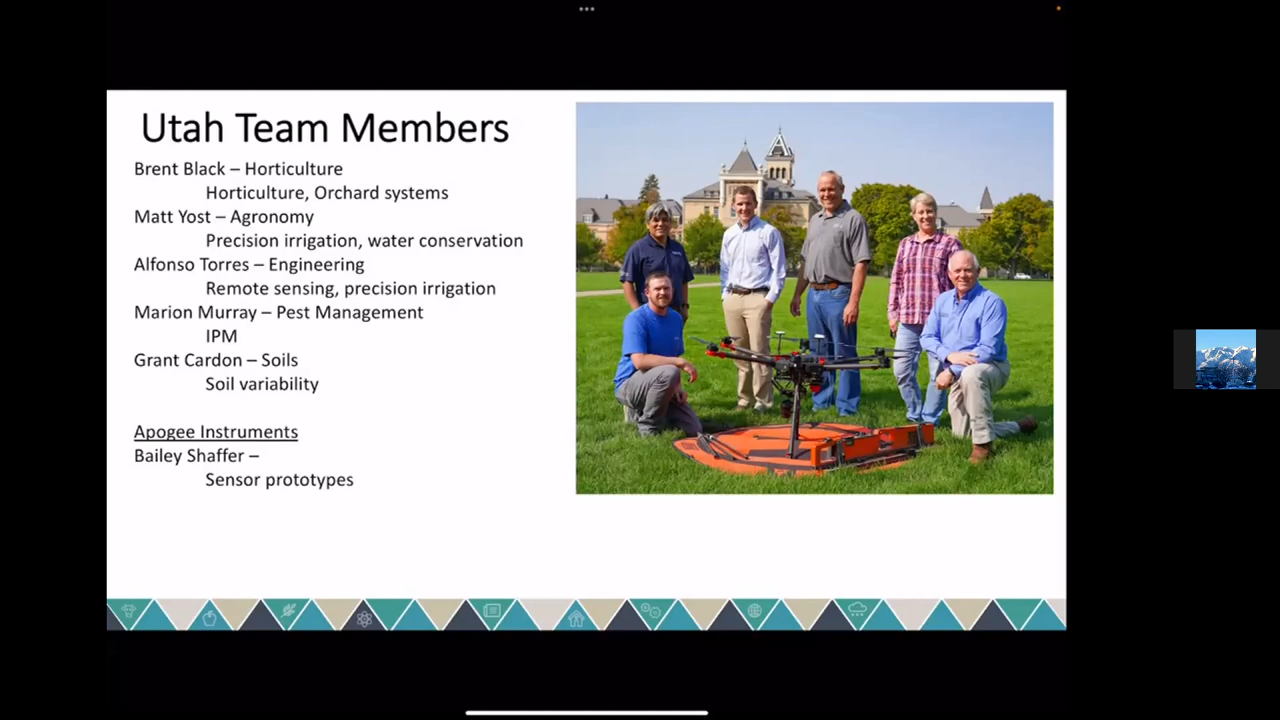 Utah Team Members
Brent Black – Horticulture
Horticulture, Orchard systems
Matt Yost – Agronomy
Precision irrigation, water conservation
Alfonso Torres – Engineering
Remote sensing, precision irrigation
Marion Murray – Pest Management
IPM
Grant Cardon – Soils
Soil variability
Apogee Instruments
Bailey Shaffer –
Sensor prototypes